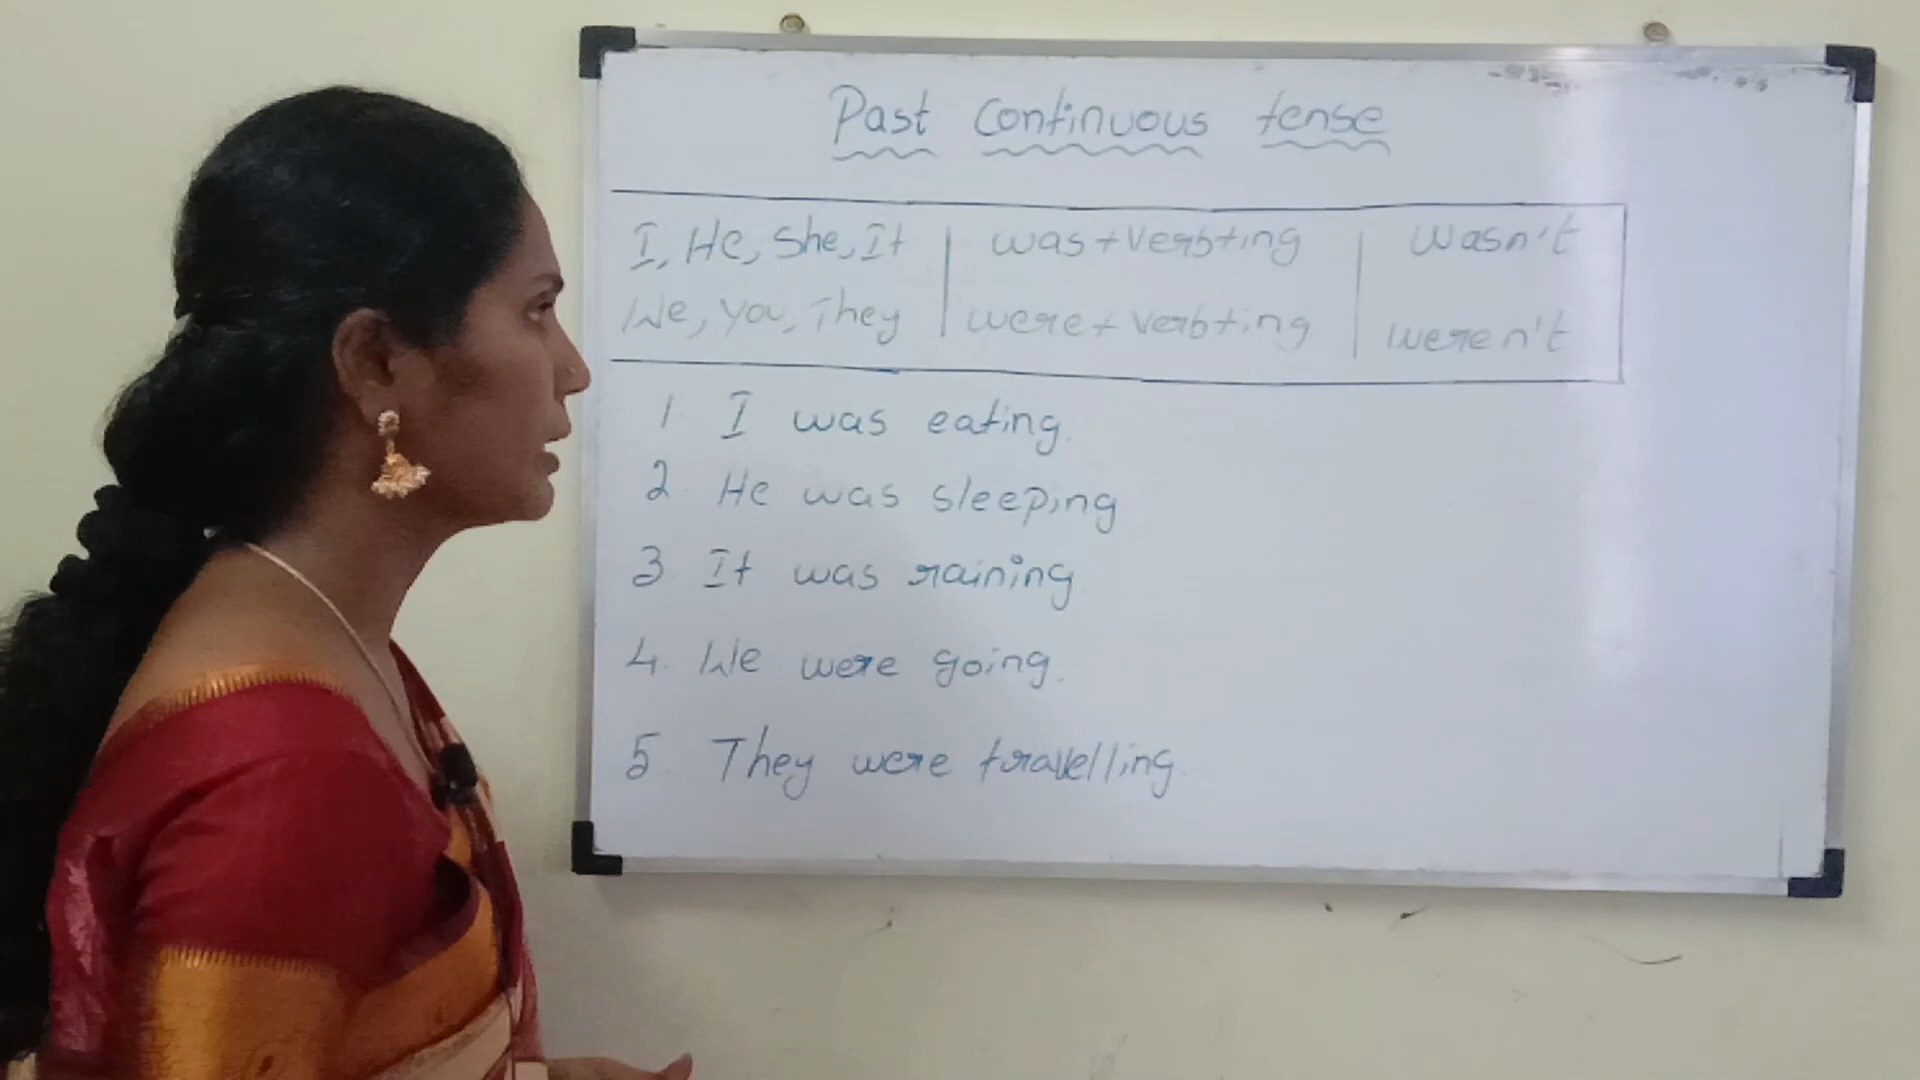 Past Continuous tense
I, He, She, It | was+verb+ing | wasn't
We, you, They | were+verb+ing | weren't
1. I was eating.
2. He was sleeping
3 It was raining
4. We were going.
5 They were travelling.